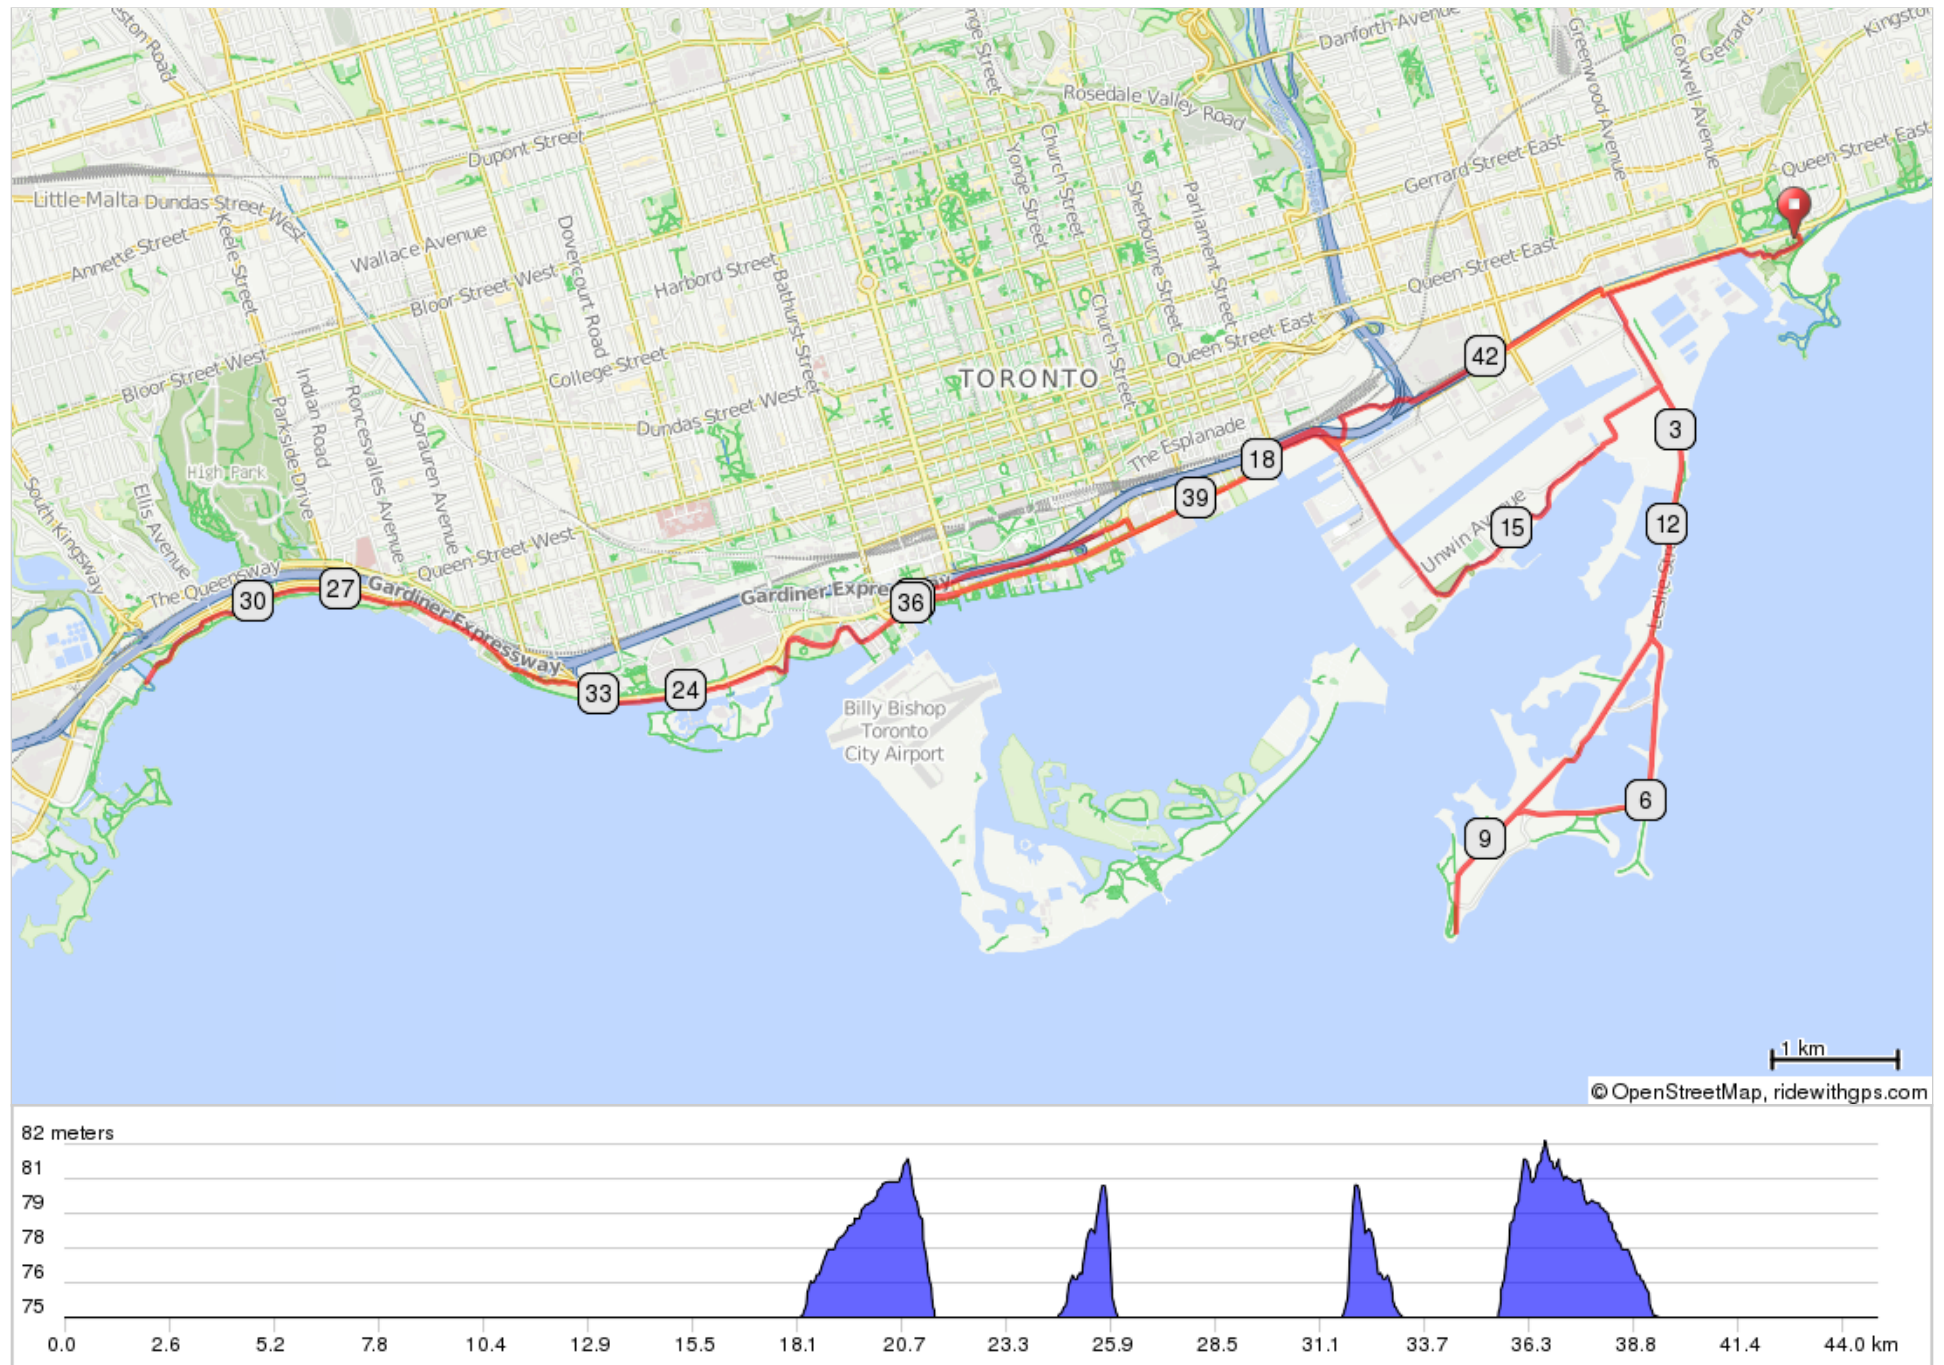 eston Road
nge Street
Danforth Avenue
Greenwood Avenue
Coxwell Avenue
Gerrard S
Kingston
Rosedale Valley Road
Dupont Street
Church Street
Yonge Street
Gerrard Street East
Queen Street East
Little Malta
Dundas Street West
Sherbourne Street
Parliament Street
Annette Street
Keele Street
Wallace Avenue
Dovercourt Road
Harbord Street
Bathurst Street
Bloor Street West
Queen Street East
Church Street
Queen Street East
Bloor Street West
College Street
TORONTO
42
Indian Road
Parkside Drive
Roncesvalles Avenue
Sorauren Avenue
Dundas Street West
The Esplanade
3
High Park
South Kingsway
Ellis Avenue
18
39
12
Unwin Avenue
15
Queen Street West
The Queensway
30
27
Gardiner Expressway
Gardiner Expressway
36
Leslie Str
33
24
Billy Bishop
Toronto
City Airport
6
9
1 km
© OpenStreetMap, ridewithgps.com
82 meters
81
79
78
76
75
0.0 2.6 5.2 7.8 10.4 12.9 15.5 18.1 20.7 23.3 25.9 28.5 31.1 33.7 36.3 38.8 41.4 44.0 km